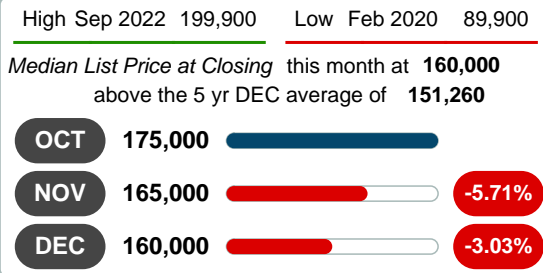 High Sep 2022 199,900 Low Feb 2020 89,900
Median List Price at Closing this month at 160,000
above the 5 yr DEC average of 151,260
OCT 175,000
NOV 165,000 -5.71%
DEC 160,000 -3.03%